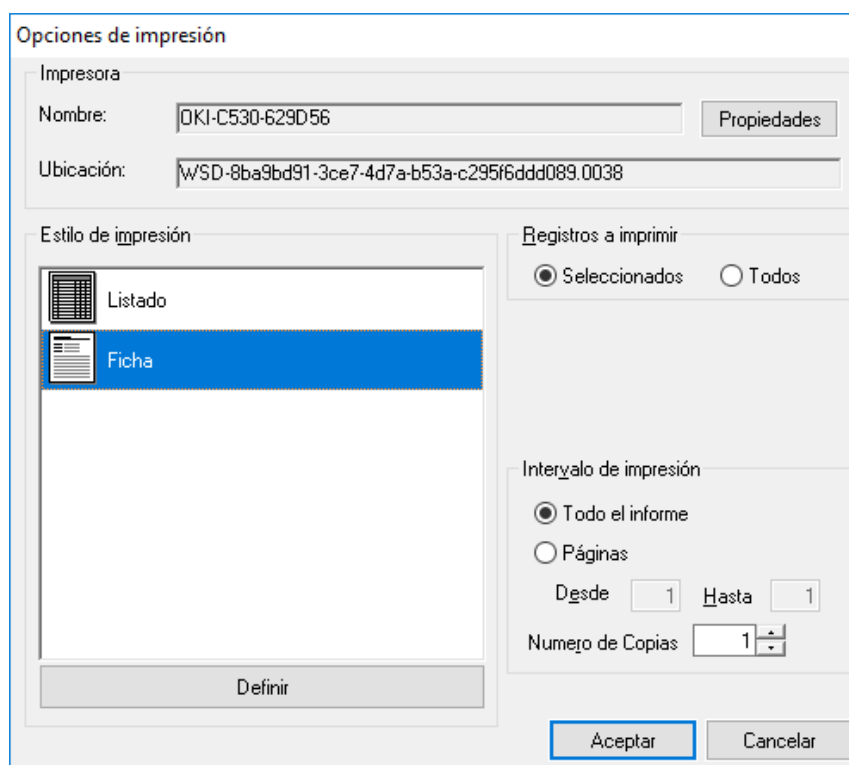 Opciones de impresión
Impresora
Nombre: OKI-C530-629D56 Propiedades
Ubicación: WSD-8ba9bd91-3ce7-4d7a-b53a-c295f6ddd089.0038
Estilo de impresión
Listado
Ficha
Definir
Registros a imprimir
Seleccionados Todos
Intervalo de impresión
Todo el informe
Páginas
Desde 1 Hasta 1
Numero de Copias 1
Aceptar Cancelar